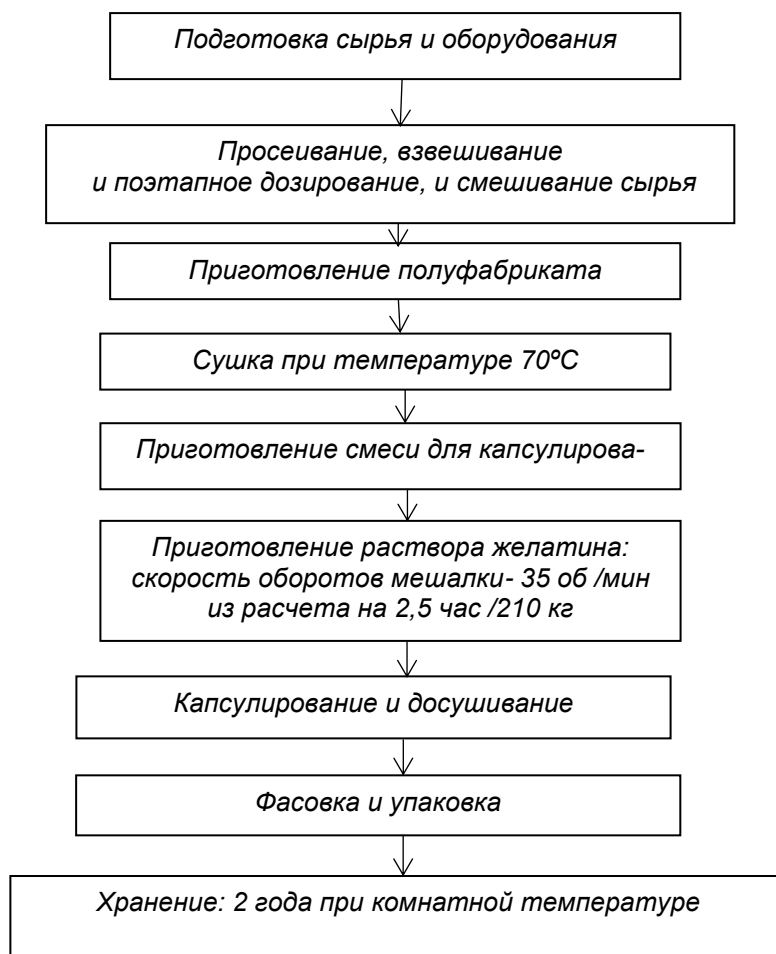 Подготовка сырья и оборудования
Просеивание, взвешивание
и поэтапное дозирование, и смешивание сырья
Приготовление полуфабриката
Сушка при температуре 70ºС
Приготовление смеси для капсулирова-
Приготовление раствора желатина:
скорость оборотов мешалки- 35 об /мин
из расчета на 2,5 час /210 кг
Капсулирование и досушивание
Фасовка и упаковка
Хранение: 2 года при комнатной температуре